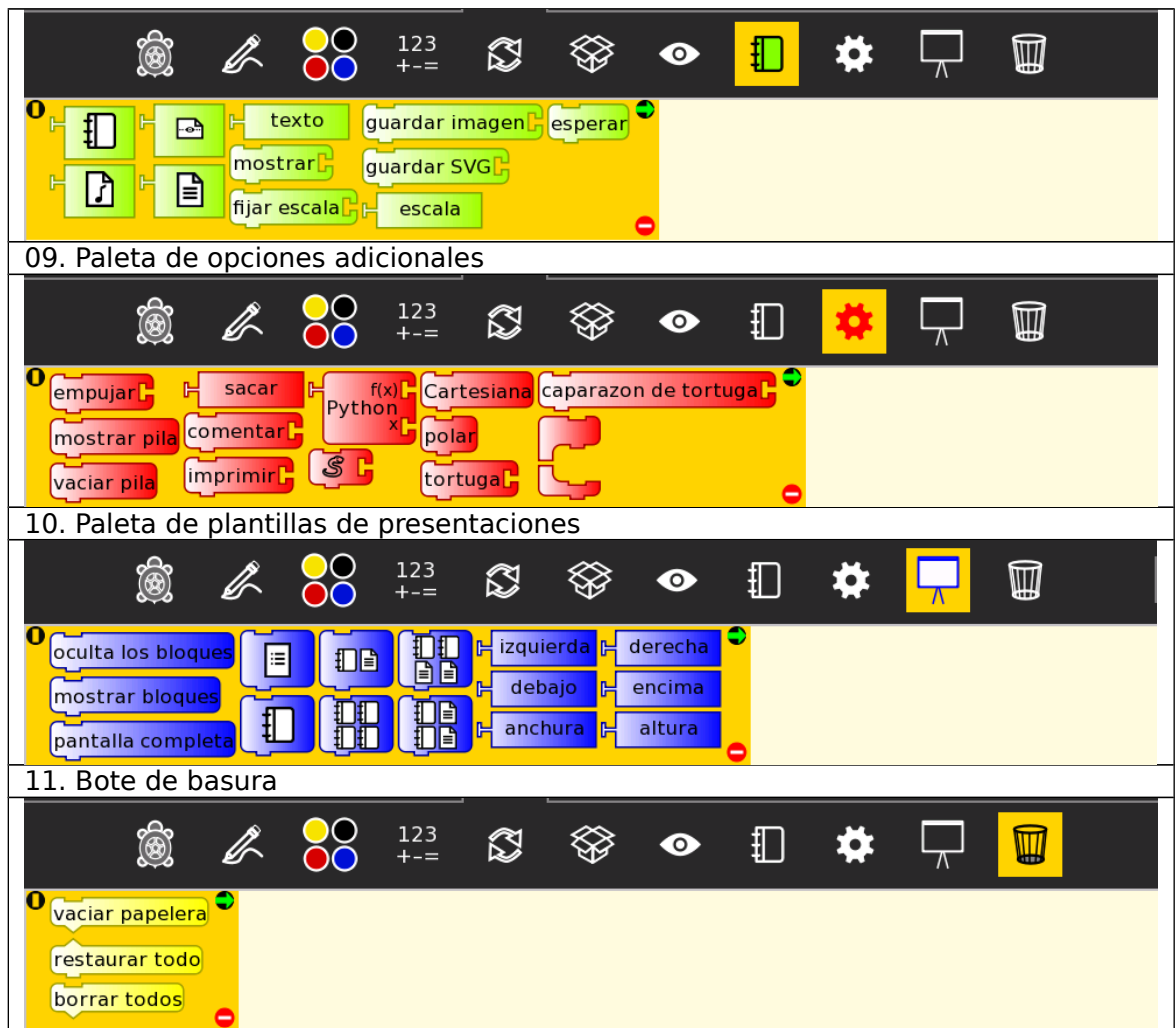 123
+-=
texto guardar imagen esperar
mostrar guardar SVG
fijar escala escala
09. Paleta de opciones adicionales
123
+-=
empujar sacar f(x) Python x Cartesiana caparazon de tortuga
mostrar pila comentar polar
vaciar pila imprimir S tortuga
10. Paleta de plantillas de presentaciones
123
+-=
oculta los bloques izquierda derecha
mostrar bloques debajo encima
pantalla completa anchura altura
11. Bote de basura
123
+-=
vaciar papelera
restaurar todo
borrar todos